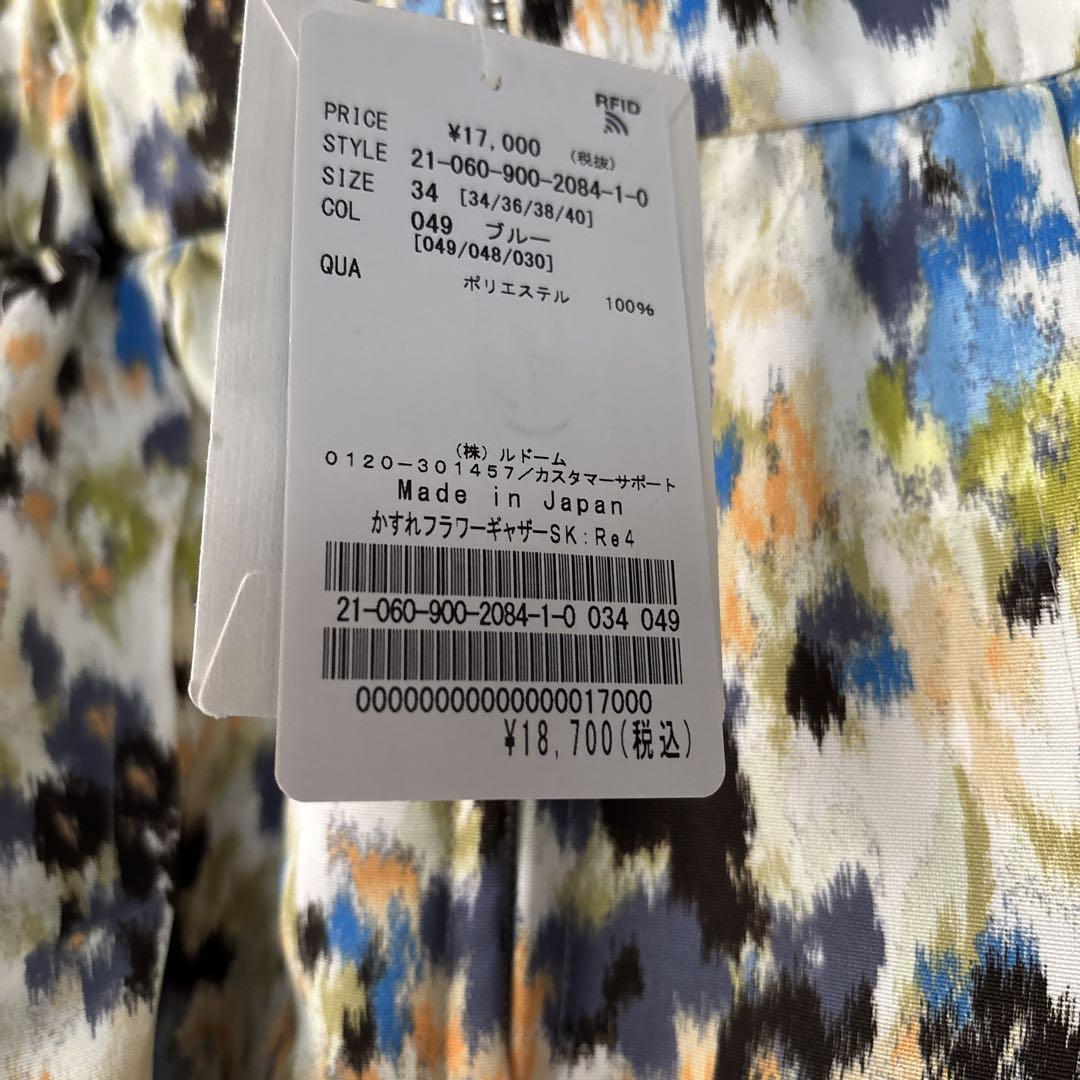 RFID
PRICE ¥17,000 (税抜)
STYLE 21-060-900-2084-1-0
SIZE 34 [34/36/38/40]
COL 049 ブルー
[049/048/030]
QUA ポリエステル 100%
(株)ルドーム
0120-301457/カスタマーサポート
Made in Japan
かすれフラワーギャザーSK:Re4
21-060-900-2084-1-0 034 049
00000000000000017000
¥18,700(税込)